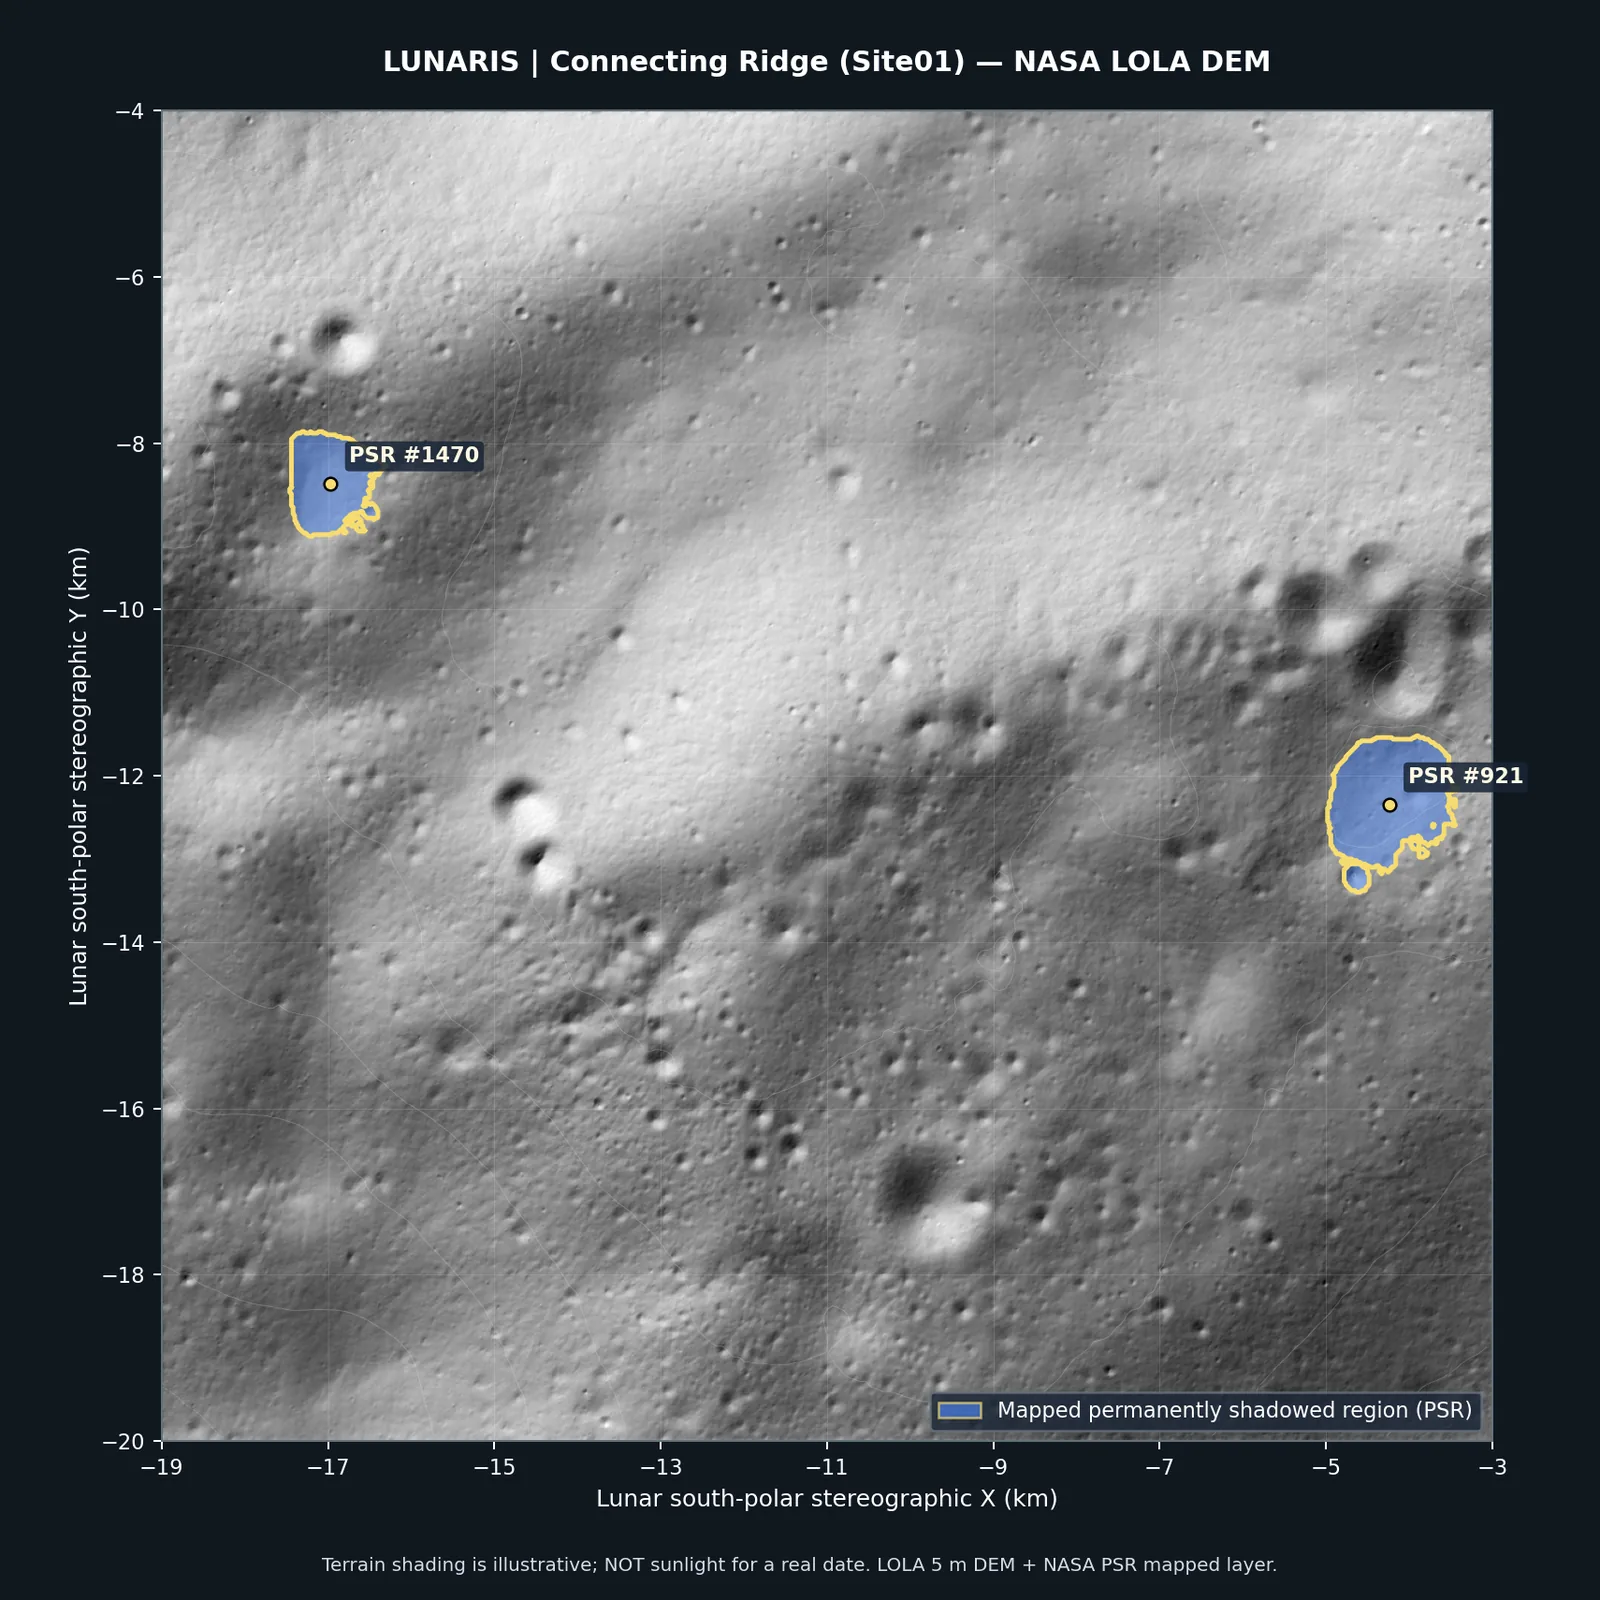 LUNARIS | Connecting Ridge (Site01) — NASA LOLA DEM
−4
−6
−8
−10
−12
−14
−16
−18
−20
Lunar south-polar stereographic Y (km)
PSR #1470
PSR #921
Mapped permanently shadowed region (PSR)
−19 −17 −15 −13 −11 −9 −7 −5 −3
Lunar south-polar stereographic X (km)
Terrain shading is illustrative; NOT sunlight for a real date. LOLA 5 m DEM + NASA PSR mapped layer.